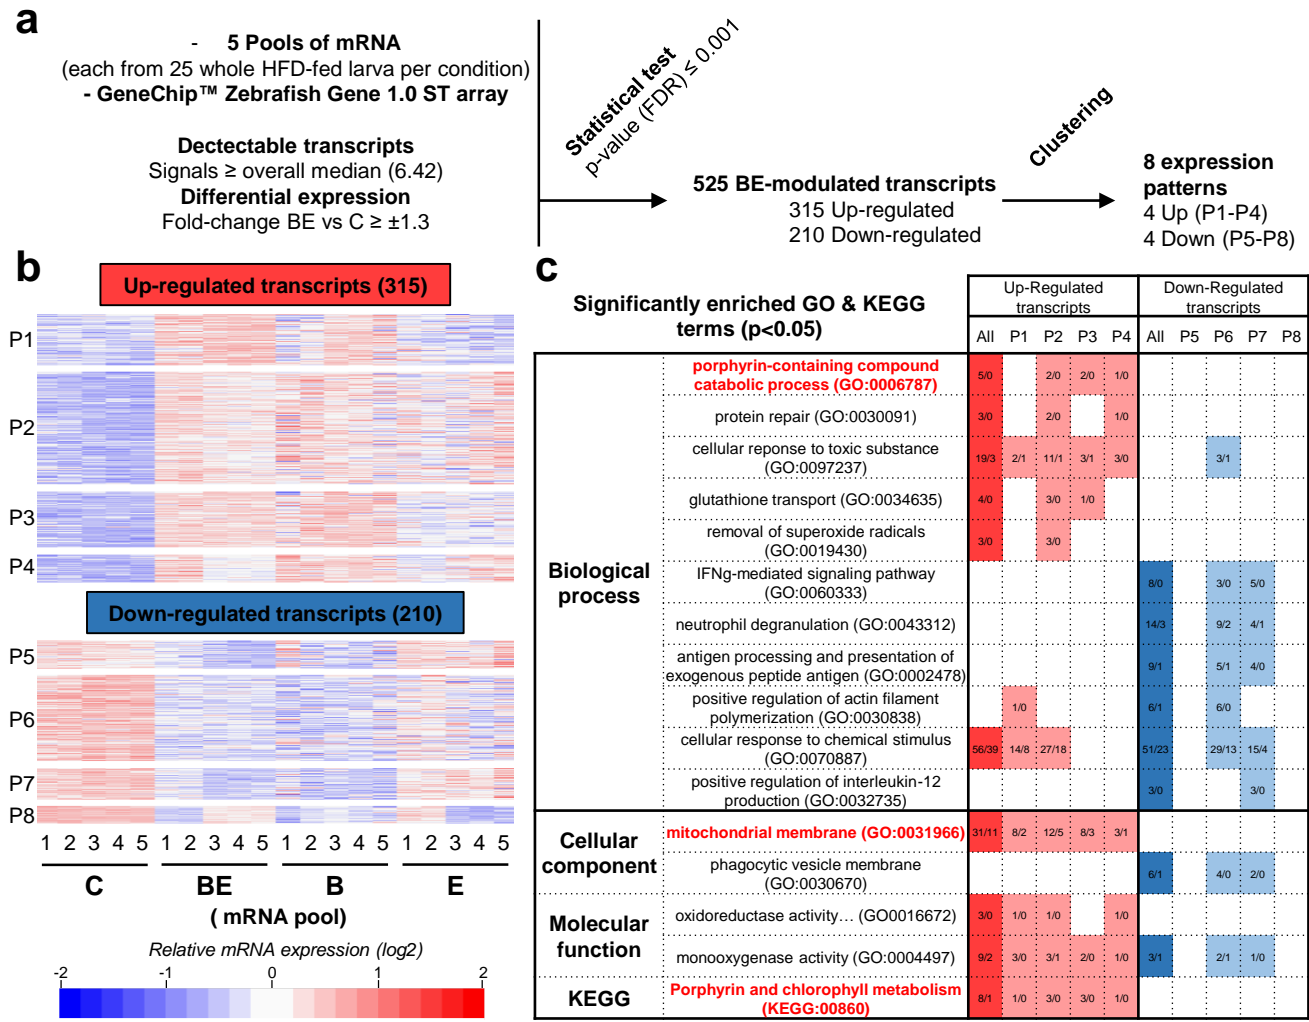 a
- 5 Pools of mRNA
(each from 25 whole HFD-fed larva per condition)
- GeneChip™ Zebrafish Gene 1.0 ST array
Dectectable transcripts
Signals ≥ overall median (6.42)
Differential expression
Fold-change BE vs C ≥ ±1.3
Statistical test
p-value (FDR) ≤ 0.001
525 BE-modulated transcripts
315 Up-regulated
210 Down-regulated
Clustering
8 expression
patterns
4 Up (P1-P4)
4 Down (P5-P8)
b
Up-regulated transcripts (315)
P1
P2
P3
P4
Down-regulated transcripts (210)
P5
P6
P7
P8
1 2 3 4 5 1 2 3 4 5 1 2 3 4 5 1 2 3 4 5
C BE B E
( mRNA pool)
Relative mRNA expression (log2)
-2 -1 0 1 2
c
Significantly enriched GO & KEGG
terms (p<0.05)
Up-Regulated
transcripts
Down-Regulated
transcripts
All P1 P2 P3 P4 All P5 P6 P7 P8
Biological
process
porphyrin-containing compound
catabolic process (GO:0006787)
5/0 2/0 2/0 1/0
protein repair (GO:0030091)
3/0 2/0 1/0
cellular reponse to toxic substance
(GO:0097237)
19/3 2/1 11/1 3/1 3/0 3/1
glutathione transport (GO:0034635)
4/0 3/0 1/0
removal of superoxide radicals
(GO:0019430)
3/0 3/0
IFNg-mediated signaling pathway
(GO:0060333)
8/0 3/0 5/0
neutrophil degranulation (GO:0043312)
14/3 9/2 4/1
antigen processing and presentation of
exogenous peptide antigen (GO:0002478)
9/1 5/1 4/0
positive regulation of actin filament
polymerization (GO:0030838)
1/0 6/1 6/0
cellular response to chemical stimulus
(GO:0070887)
56/39 14/8 27/18 51/23 29/13 15/4
positive regulation of interleukin-12
production (GO:0032735)
3/0 3/0
Cellular
component
mitochondrial membrane (GO:0031966)
31/11 8/2 12/5 8/3 3/1
phagocytic vesicle membrane
(GO:0030670)
6/1 4/0 2/0
Molecular
function
oxidoreductase activity... (GO0016672)
3/0 1/0 1/0 1/0
monooxygenase activity (GO:0004497)
9/2 3/0 3/1 2/0 1/0 3/1 2/1 1/0
KEGG
Porphyrin and chlorophyll metabolism
(KEGG:00860)
8/1 1/0 3/0 3/0 1/0